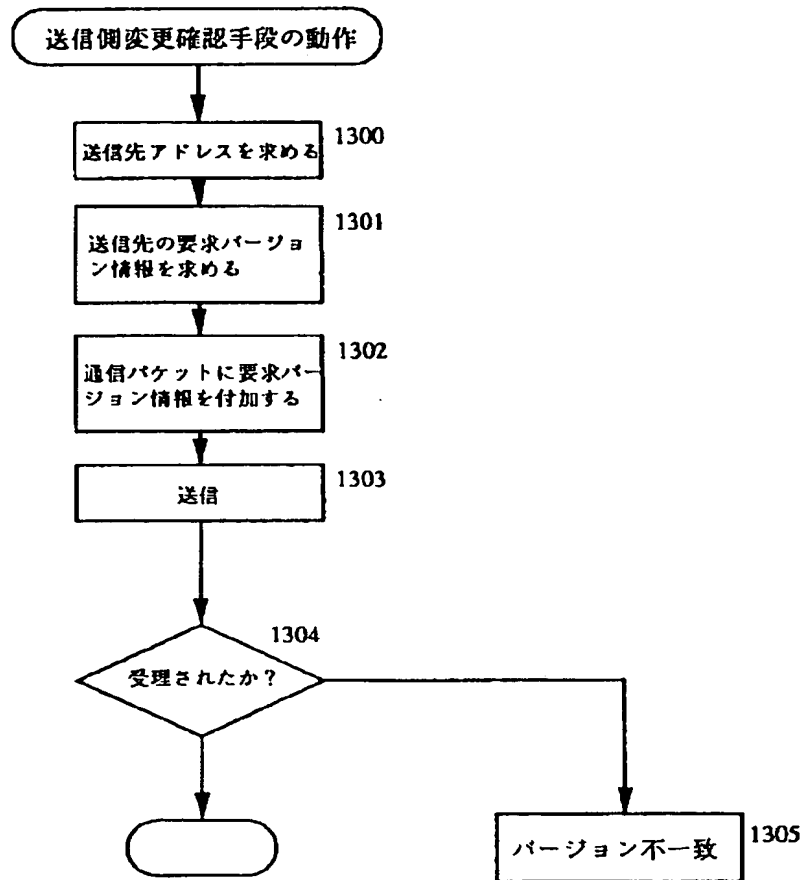 送信側変更確認手段の動作
1300
送信先アドレスを求める
1301
送信先の要求バージョ
ン情報を求める
1302
通信パケットに要求バー
ジョン情報を付加する
1303
送信
1304
受理されたか？
1305
バージョン不一致